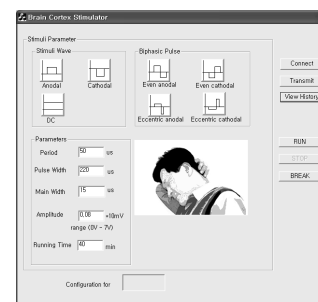 Brain Cortex Stimulator
Stimuli Parameter
Stimuli Wave
Anodal
Cathodal
DC
Biphasic Pulse
Even anodal
Even cathodal
Eccentric anodal
Eccentric cathodal
Parameters
Period 50 us
Pulse Width 220 us
Main Width 15 us
Amplitude 0,08 *10mV
range (0V ~ 7V)
Running Time 40 min
Configuration for
Connect
Transmit
View History
RUN
STOP
BREAK